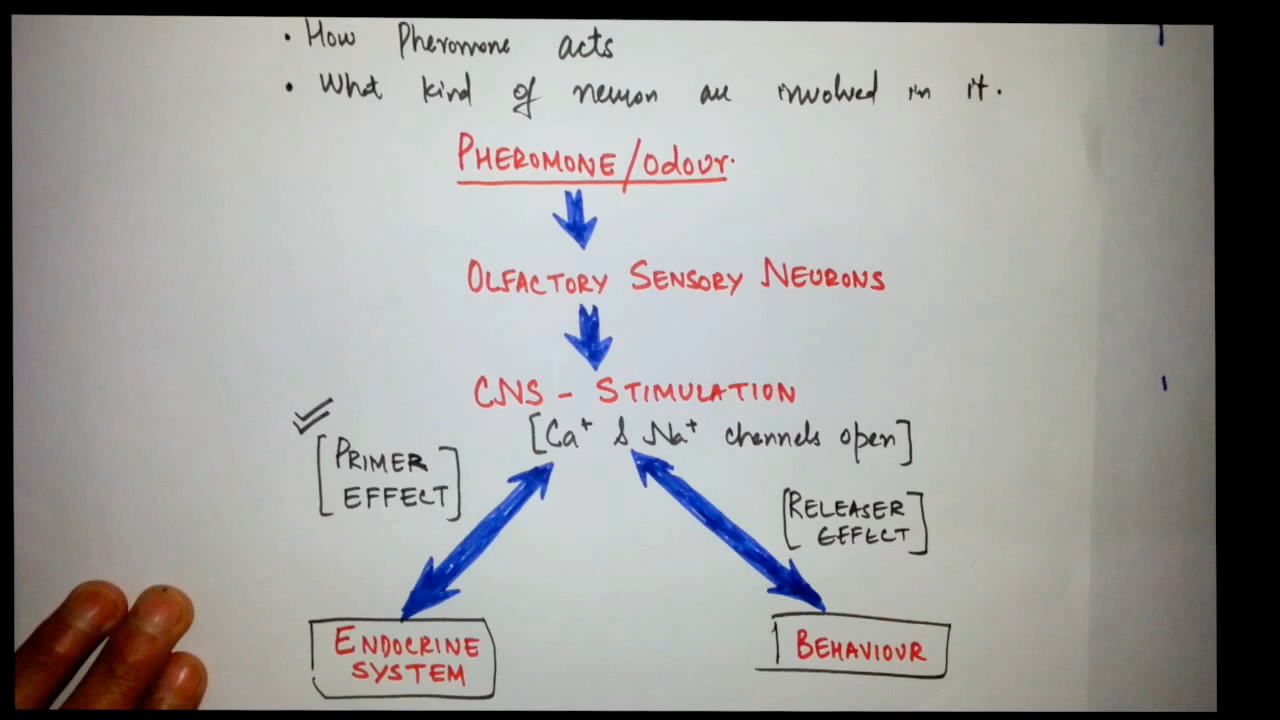 • How Pheromone acts
• What kind of neuron are involved in it.
PHEROMONE/Odour.
OLFACTORY SENSORY NEURONS
CNS - STIMULATION
[Ca⁺ & Na⁺ channels open]
[PRIMER
EFFECT]
[RELEASER
EFFECT]
ENDOCRINE
SYSTEM
BEHAVIOUR